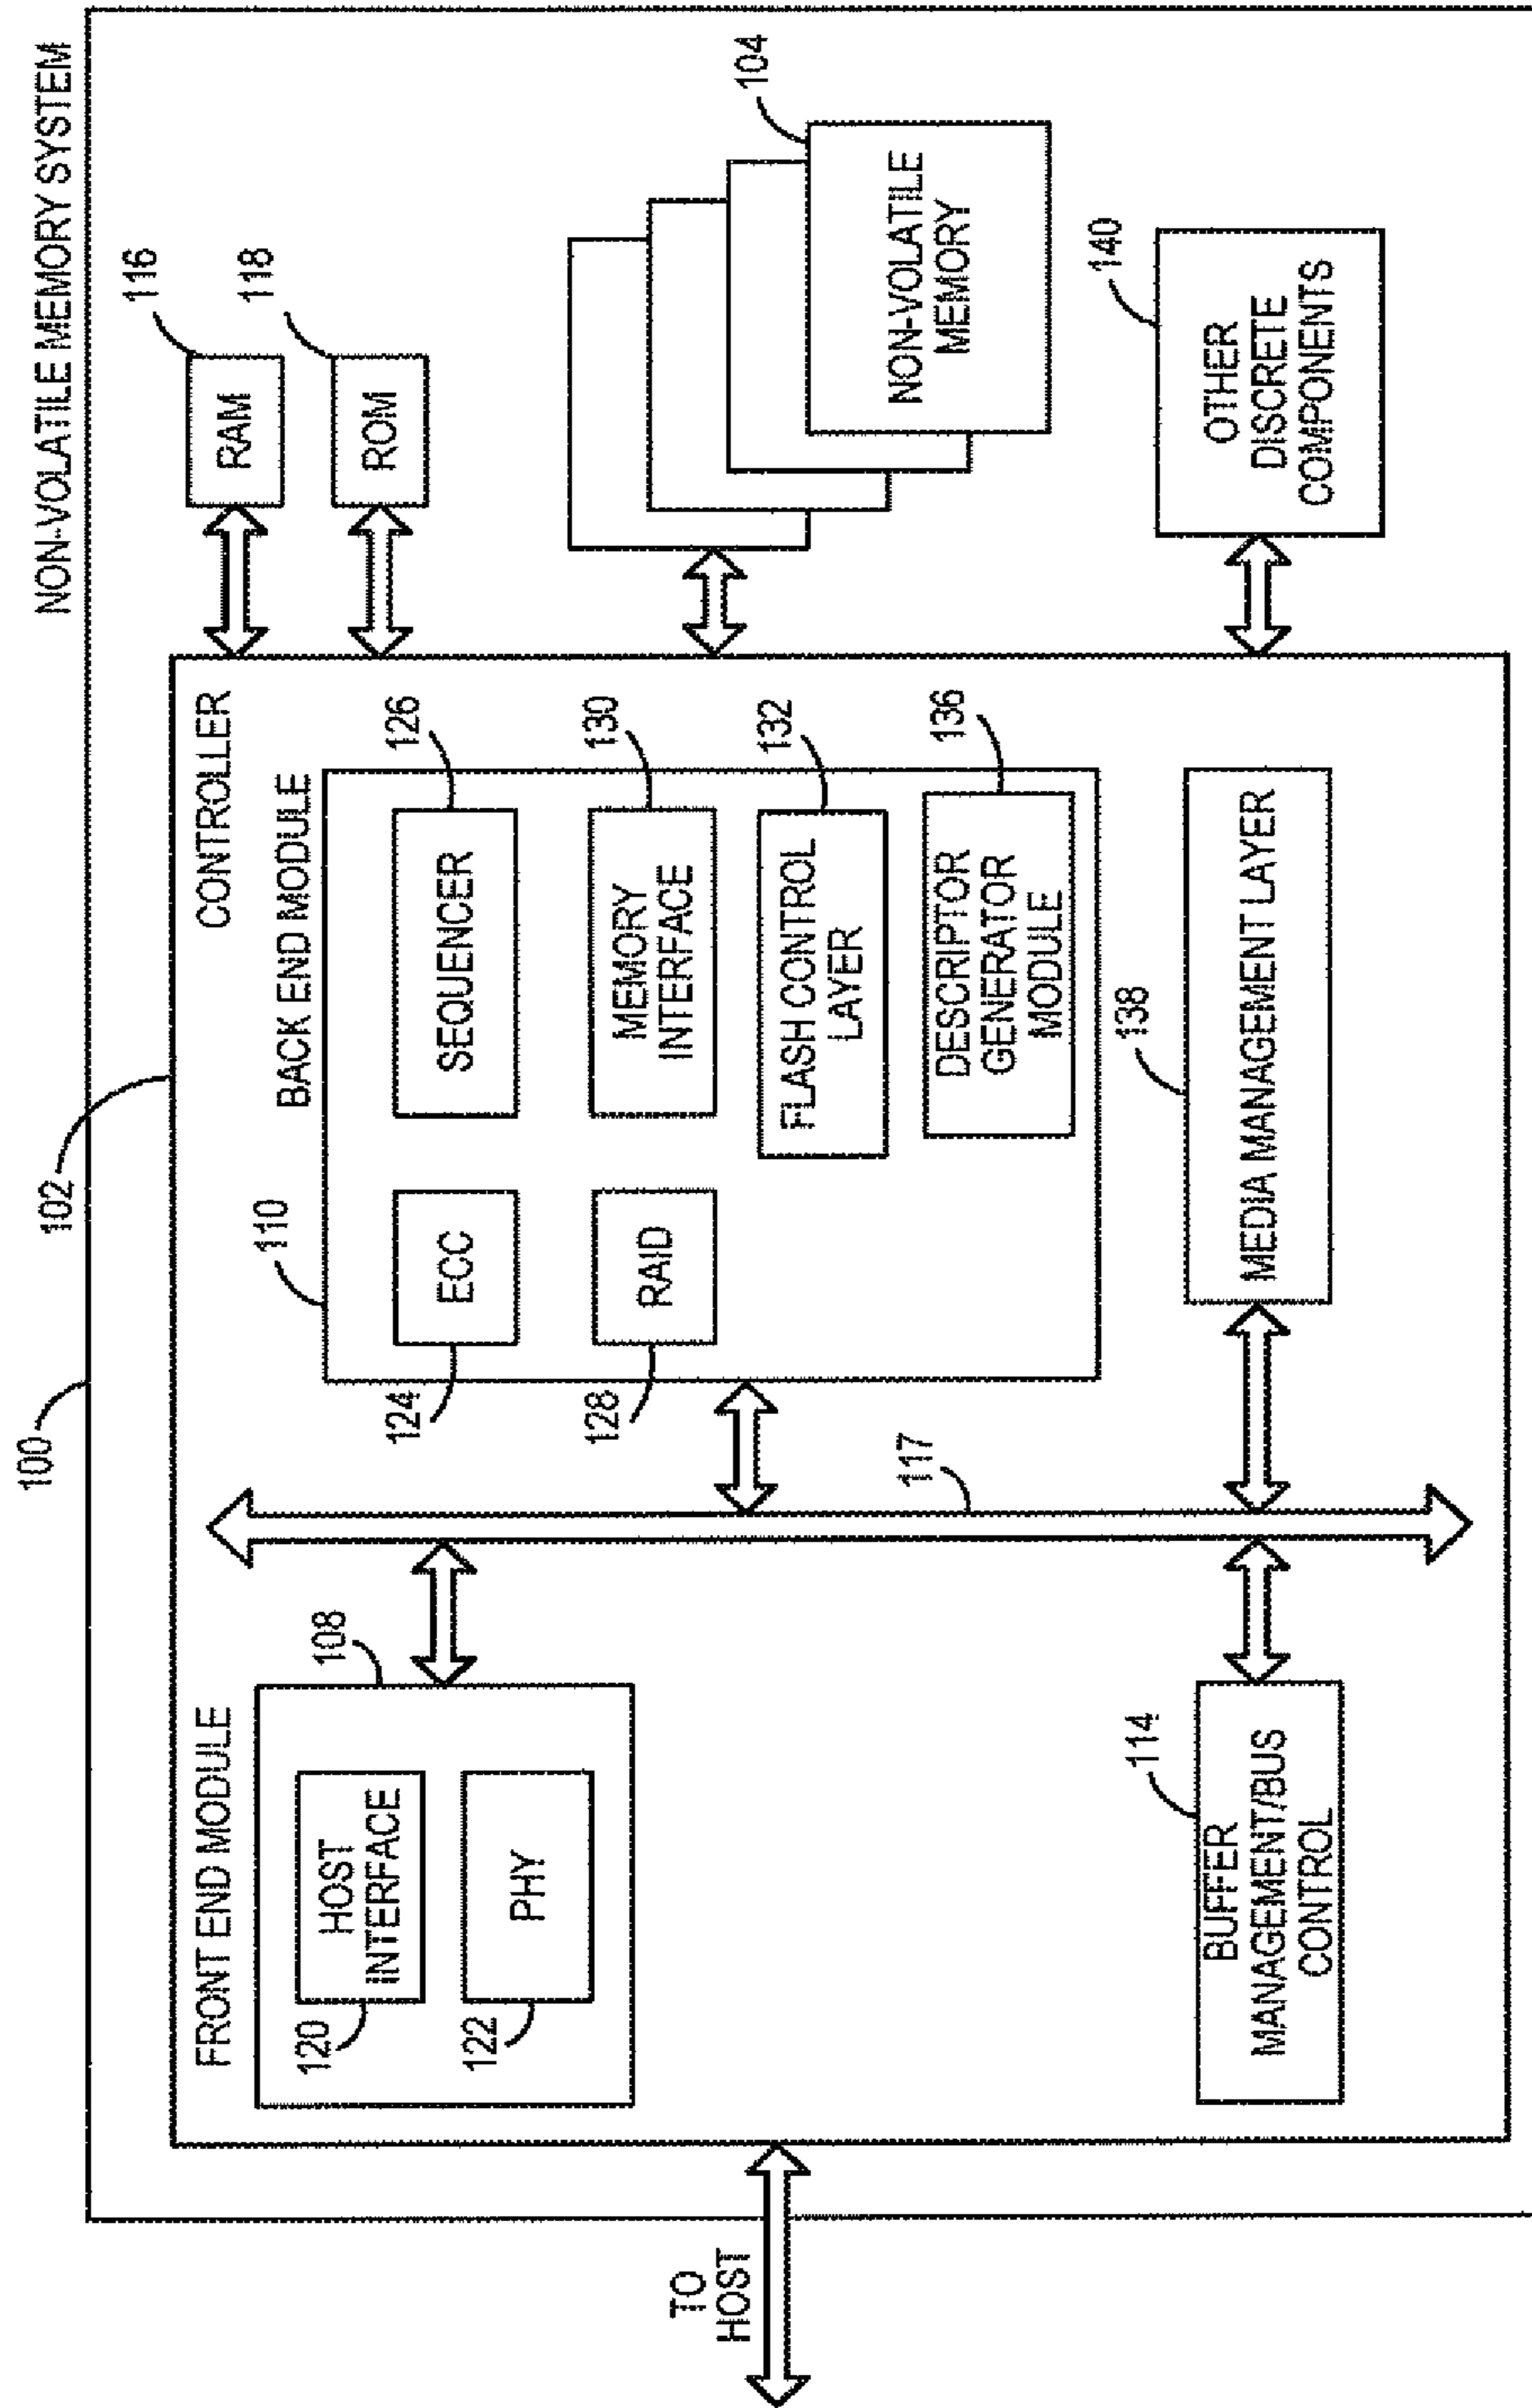 100
NON-VOLATILE MEMORY SYSTEM
102
CONTROLLER
FRONT END MODULE
108
HOST
INTERFACE
120
PHY
122
BACK END MODULE
110
ECC
124
SEQUENCER
126
RAID
128
MEMORY
INTERFACE
130
FLASH CONTROL
LAYER
132
DESCRIPTOR
GENERATOR
MODULE
136
117
BUFFER
MANAGEMENT/BUS
CONTROL
114
MEDIA MANAGEMENT LAYER
138
RAM
116
ROM
118
NON-VOLATILE
MEMORY
104
OTHER
DISCRETE
COMPONENTS
140
TO
HOST